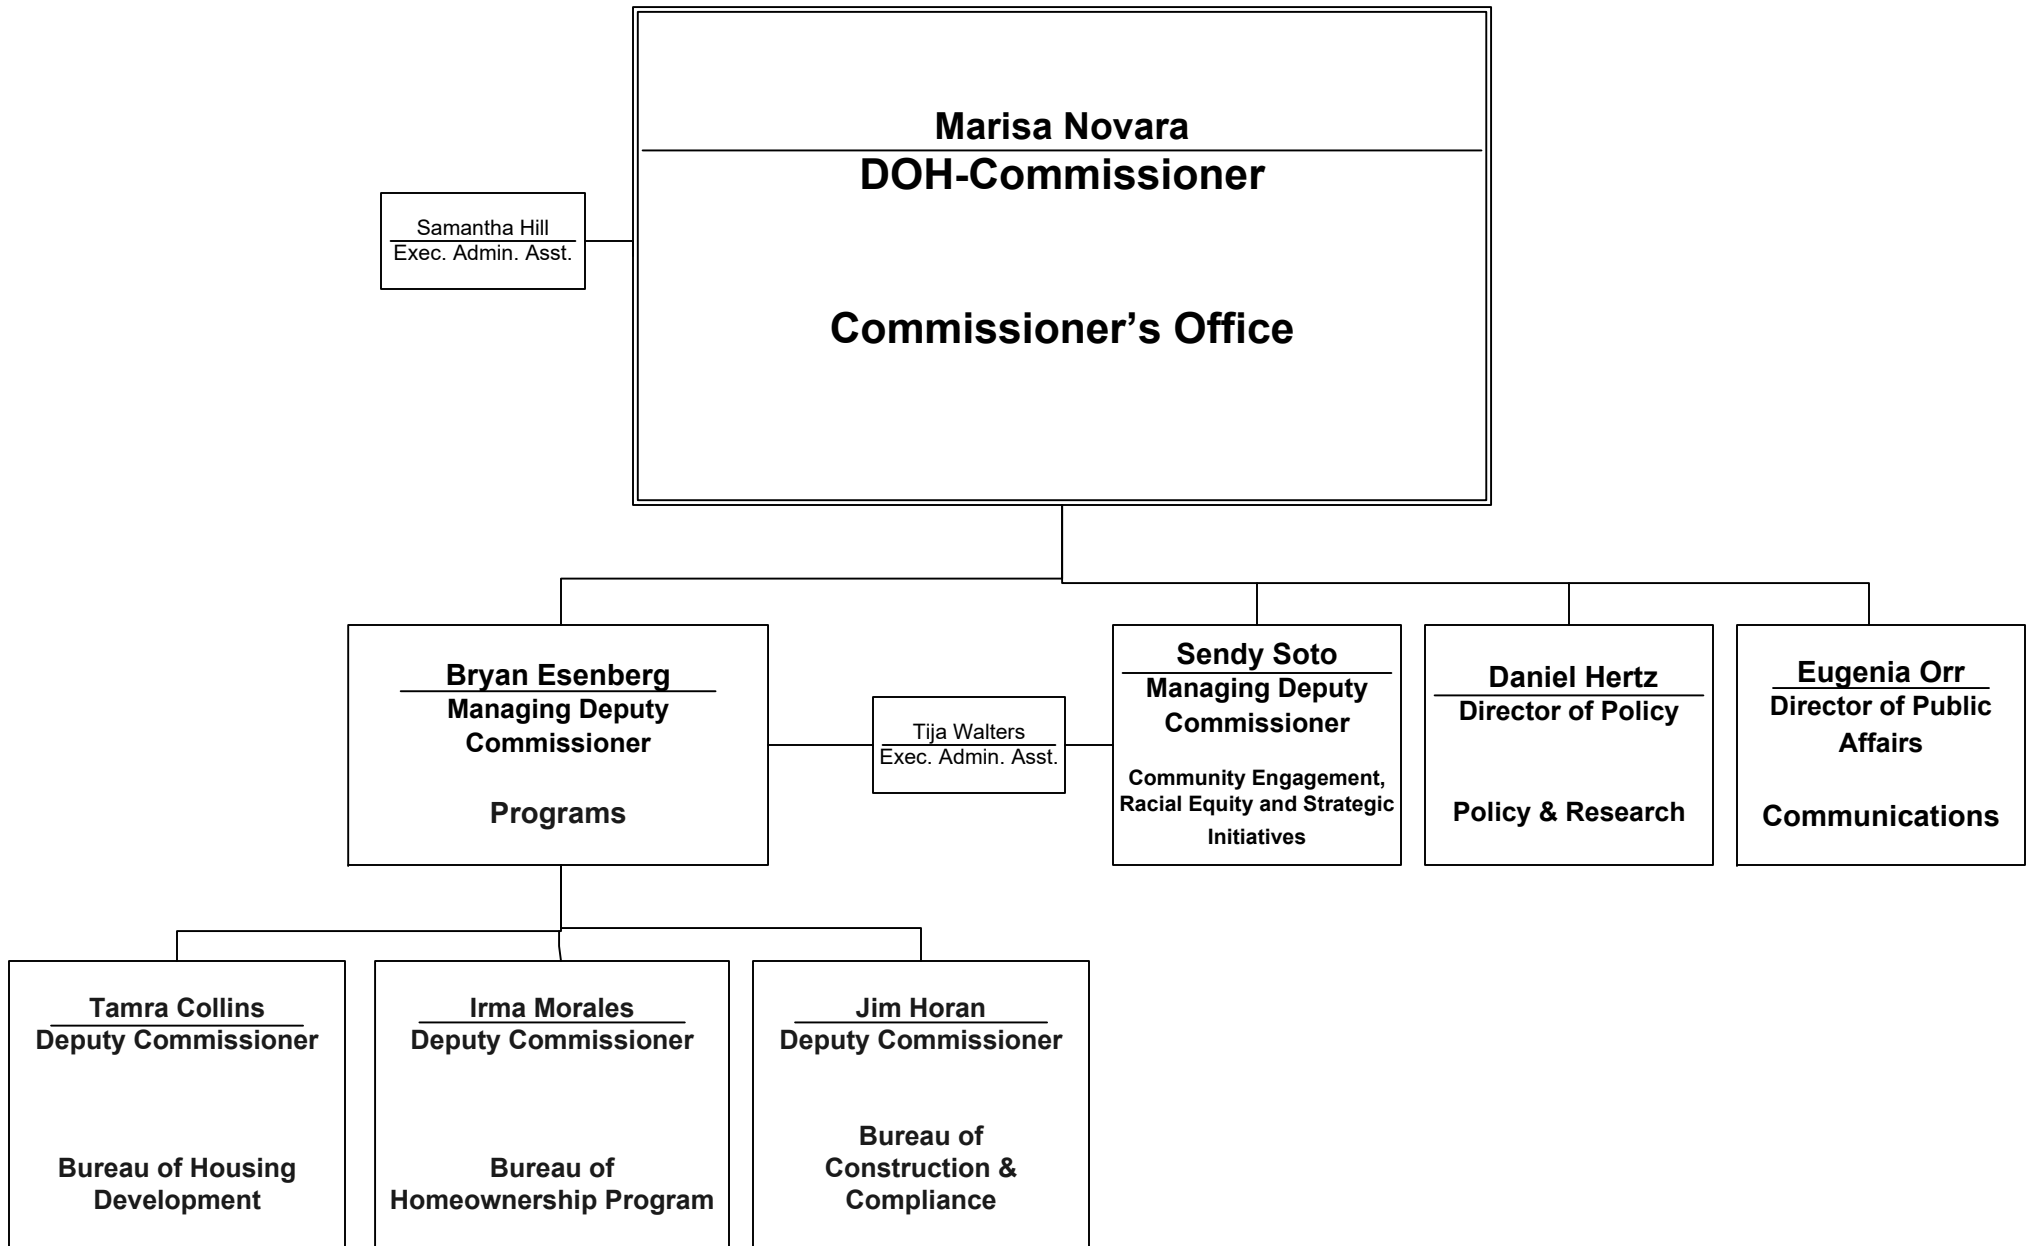 Marisa Novara
DOH-Commissioner
Samantha Hill
Exec. Admin. Asst.
Commissioner’s Office
Bryan Esenberg
Managing Deputy
Commissioner
Programs
Tija Walters
Exec. Admin. Asst.
Sendy Soto
Managing Deputy
Commissioner
Community Engagement,
Racial Equity and Strategic
Initiatives
Daniel Hertz
Director of Policy
Policy & Research
Eugenia Orr
Director of Public
Affairs
Communications
Tamra Collins
Deputy Commissioner
Bureau of Housing
Development
Irma Morales
Deputy Commissioner
Bureau of
Homeownership Program
Jim Horan
Deputy Commissioner
Bureau of
Construction &
Compliance